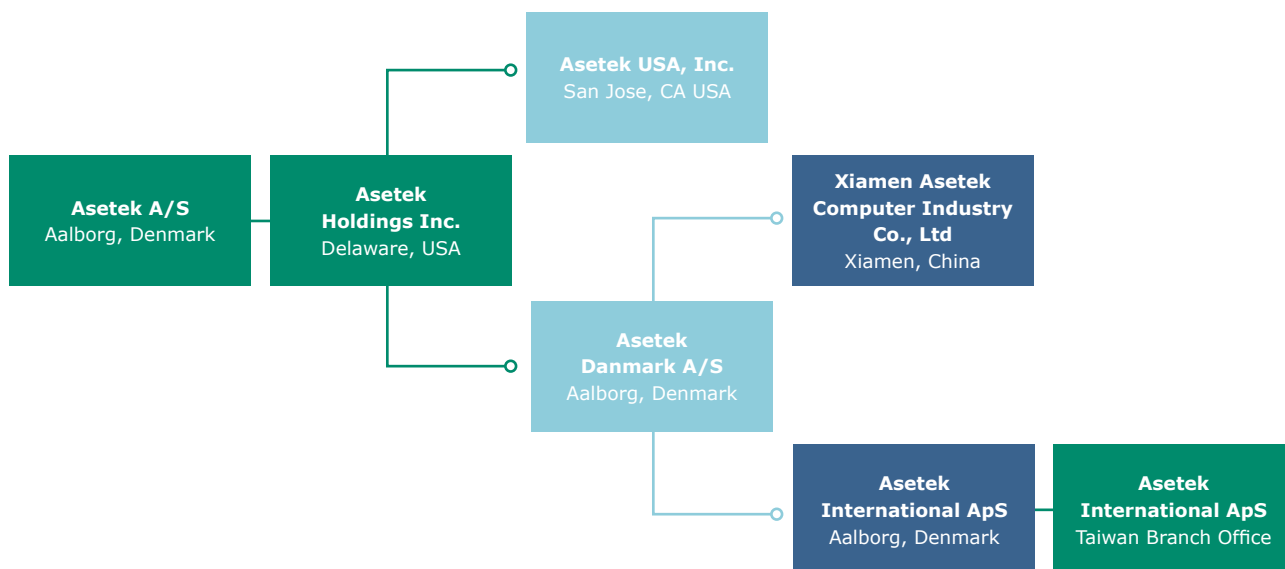 Asetek USA, Inc.
San Jose, CA USA
Asetek A/S
Aalborg, Denmark
Asetek
Holdings Inc.
Delaware, USA
Xiamen Asetek
Computer Industry
Co., Ltd
Xiamen, China
Asetek
Danmark A/S
Aalborg, Denmark
Asetek
International ApS
Aalborg, Denmark
Asetek
International ApS
Taiwan Branch Office